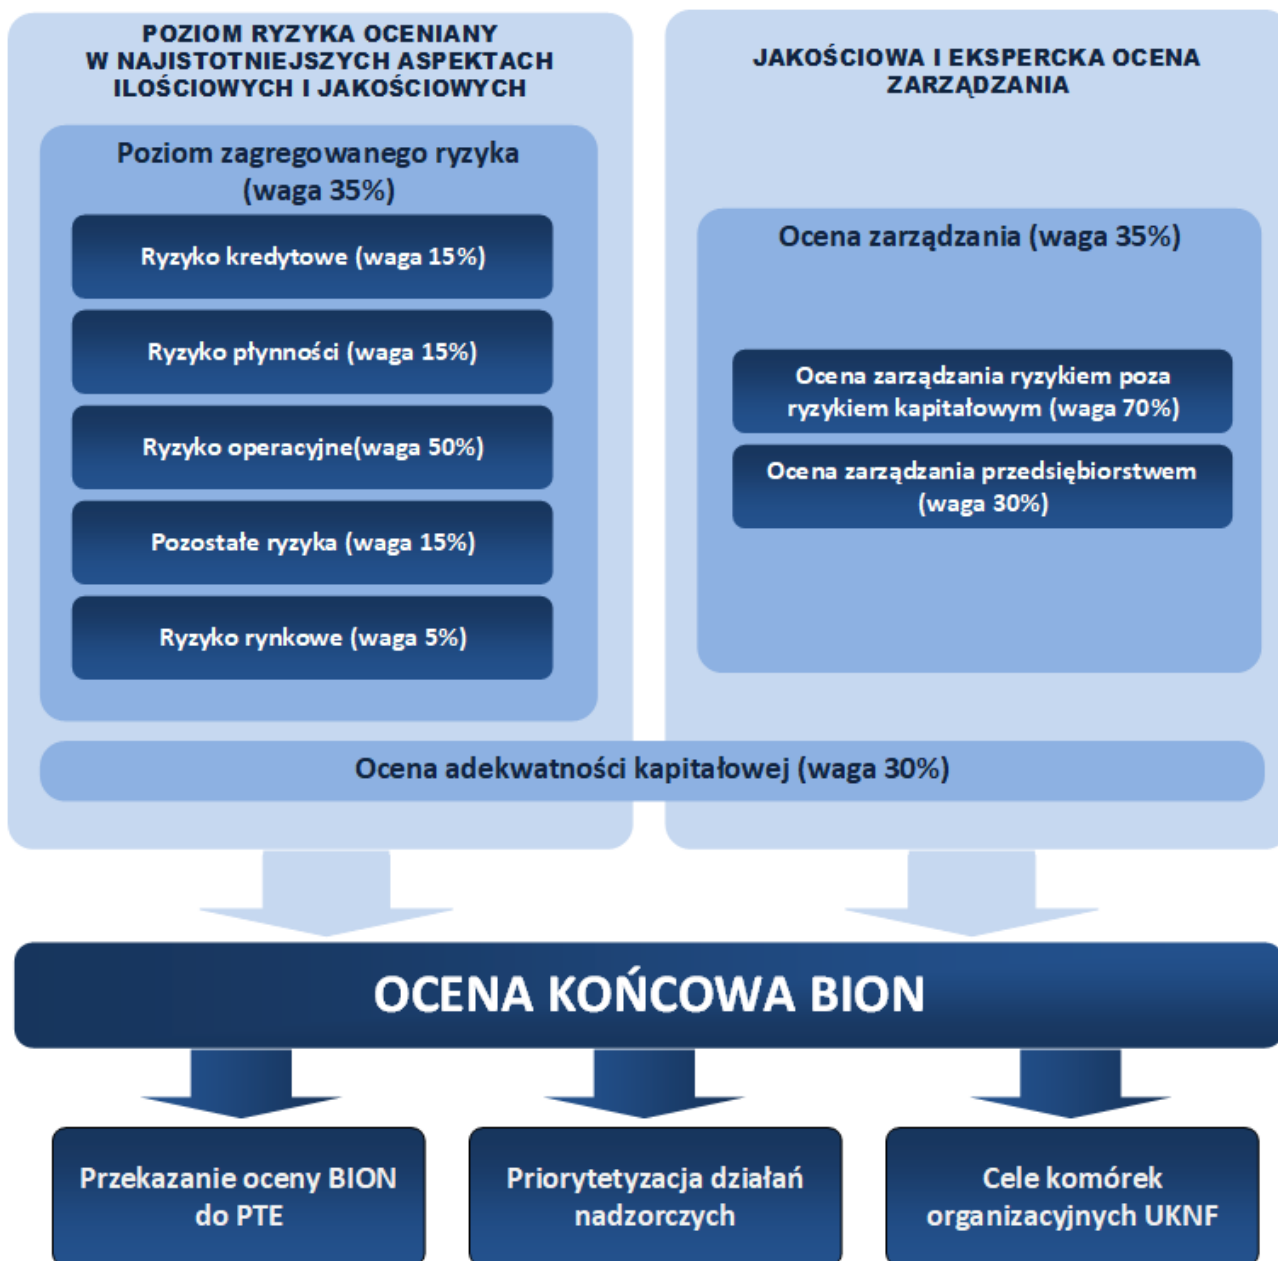 POZIOM RYZYKA OCENIANY
W NAJISTOTNIEJSZYCH ASPEKTACH
ILOŚCIOWYCH I JAKOŚCIOWYCH
Poziom zagregowanego ryzyka
(waga 35%)
Ryzyko kredytowe (waga 15%)
Ryzyko płynności (waga 15%)
Ryzyko operacyjne(waga 50%)
Pozostałe ryzyka (waga 15%)
Ryzyko rynkowe (waga 5%)
JAKOŚCIOWA I EKSPERCKA OCENA
ZARZĄDZANIA
Ocena zarządzania (waga 35%)
Ocena zarządzania ryzykiem poza
ryzykiem kapitałowym (waga 70%)
Ocena zarządzania przedsiębiorstwem
(waga 30%)
Ocena adekwatności kapitałowej (waga 30%)
OCENA KOŃCOWA BION
Przekazanie oceny BION
do PTE
Priorytetyzacja działań
nadzorczych
Cele komórek
organizacyjnych UKNF